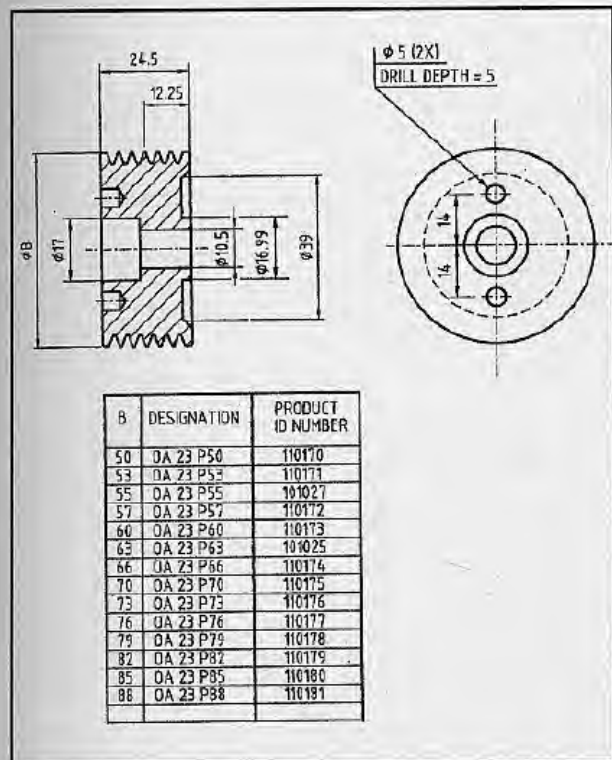 24.5
12.25
ϕ5 (2X)
DRILL DEPTH = 5
ϕB
ϕ17
ϕ10.5
ϕ16.99
ϕ39
14
14
B DESIGNATION PRODUCT ID NUMBER
50 OA 23 P50 110170
53 OA 23 P53 110171
55 OA 23 P55 101027
57 OA 23 P57 110172
60 OA 23 P60 110173
63 OA 23 P63 101025
66 OA 23 P66 110174
70 OA 23 P70 110175
73 OA 23 P73 110176
76 OA 23 P76 110177
79 OA 23 P79 110178
82 OA 23 P82 110179
85 OA 23 P85 110180
88 OA 23 P88 110181